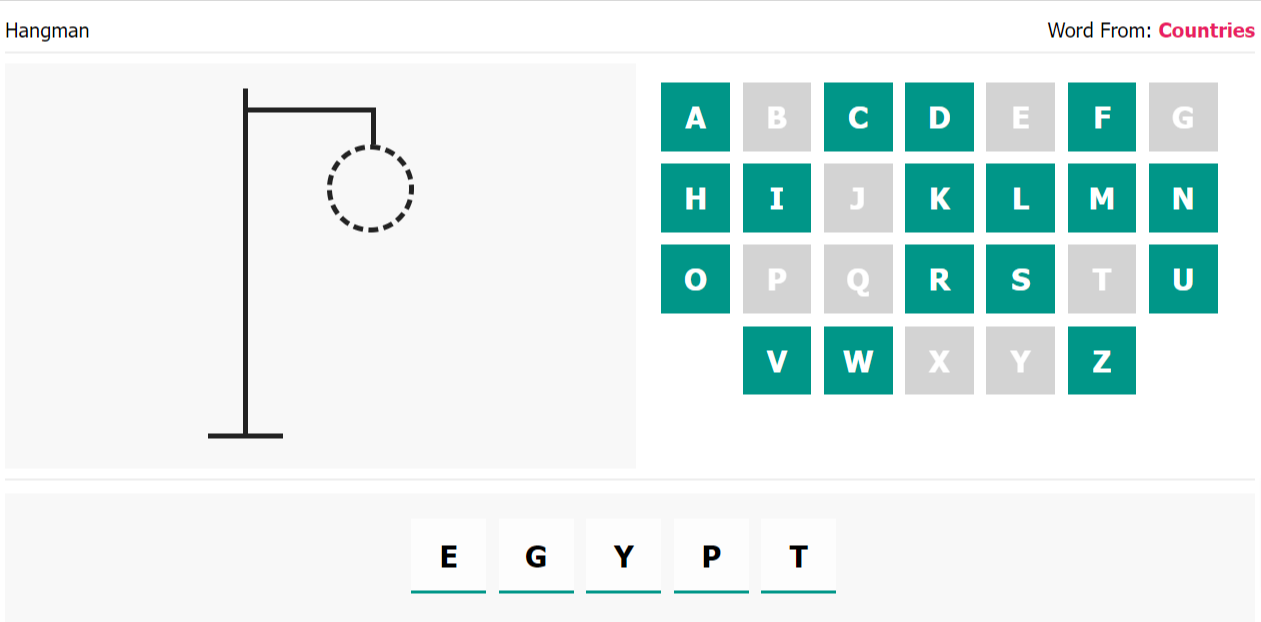 Hangman
Word From: Countries
A B C D E F G
H I J K L M N
O P Q R S T U
V W X Y Z
E G Y P T